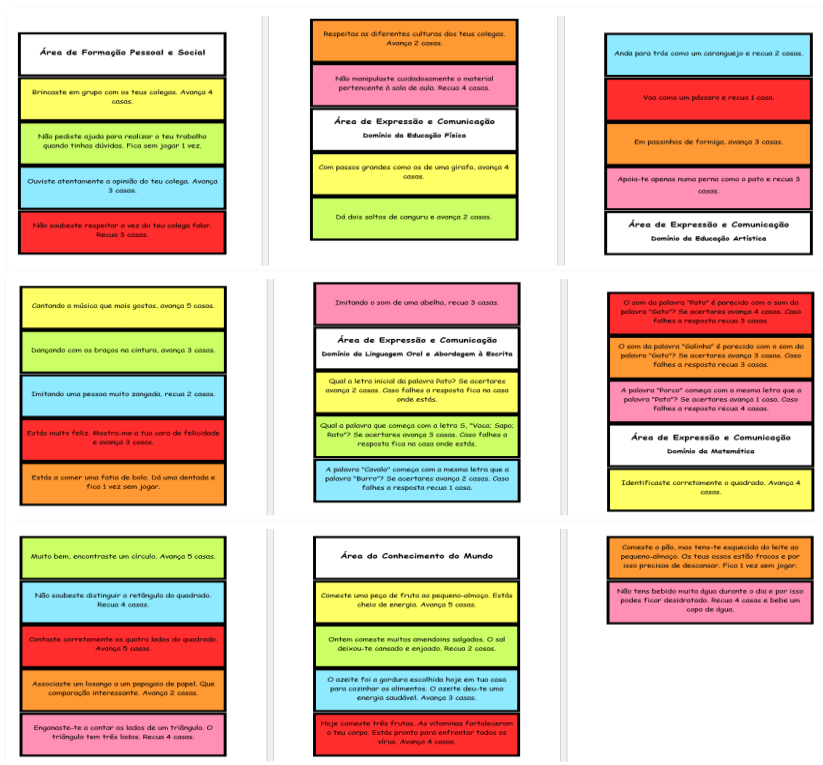 Área de Formação Pessoal e Social
Brincaste em grupo com os teus colegas. Avança 4
casas.
Não pediste ajuda para realizar o teu trabalho
quando tinhas dúvidas. Fica sem jogar 1 vez.
Ouviste atentamente a opinião do teu colega. Avança
3 casas.
Não soubeste respeitar a vez do teu colega falar.
Recua 3 casas.
Respeitas as diferentes culturas dos teus colegas.
Avança 2 casas.
Não manipulaste cuidadosamente o material
pertencente à sala de aula. Recua 4 casas.
Área de Expressão e Comunicação
Domínio da Educação Física
Com passos grandes como os de uma girafa, avança 4
casas.
Dá dois saltos de canguru e avança 2 casas.
Anda para trás como um caranguejo e recua 2 casas.
Voa como um pássaro e recua 1 casa.
Em passinhos de formiga, avança 3 casas.
Apoia-te apenas numa perna como o pato e recua 3
casas.
Área de Expressão e Comunicação
Domínio da Educação Artística
Cantando a música que mais gostas, avança 5 casas.
Dançando com os braços na cintura, avança 3 casas.
Imitando uma pessoa muito zangada, recua 2 casas.
Estás muito feliz. Mostra-me a tua cara de felicidade
e avança 3 casas.
Estás a comer uma fatia de bolo. Dá uma dentada e
fica 1 vez sem jogar.
Imitando o som de uma abelha, recua 3 casas.
Área de Expressão e Comunicação
Domínio da Linguagem Oral e Abordagem à Escrita
Qual a letra inicial da palavra Pato? Se acertares
avança 2 casas. Caso falhes a resposta fica na casa
onde estás.
Qual a palavra que começa com a letra S, "Vaca; Sapo;
Rato"? Se acertares avança 3 casas. Caso falhes a
resposta fica na casa onde estás.
A palavra "Cavalo" começa com a mesma letra que a
palavra "Burro"? Se acertares avança 2 casas. Caso
falhes a resposta recua 1 casa.
O som da palavra "Pato" é parecido com o som da
palavra "Gato"? Se acertares avança 4 casas. Caso
falhes a resposta recua 3 casas.
O som da palavra "Galinha" é parecido com o som da
palavra "Gato"? Se acertares avança 3 casas. Caso
falhes a resposta recua 3 casas.
A palavra "Porco" começa com a mesma letra que a
palavra "Pato"? Se acertares avança 1 casa. Caso
falhes a resposta recua 4 casas.
Área de Expressão e Comunicação
Domínio da Matemática
Identificaste corretamente o quadrado. Avança 4
casas.
Muito bem, encontraste um círculo. Avança 5 casas.
Não soubeste distinguir o retângulo do quadrado.
Recua 4 casas.
Contaste corretamente os quatro lados do quadrado.
Avança 5 casas.
Associaste um losango a um papagaio de papel. Que
comparação interessante. Avança 2 casas.
Enganaste-te a contar os lados de um triângulo. O
triângulo tem três lados. Recua 4 casas.
Área do Conhecimento do Mundo
Comeste uma peça de fruta ao pequeno-almoço. Estás
cheio de energia. Avança 5 casas.
Ontem comeste muitos amendoins salgados. O sal
deixou-te cansado e enjoado. Recua 2 casas.
O azeite foi a gordura escolhida hoje em tua casa
para cozinhar os alimentos. O azeite deu-te uma
energia saudável. Avança 3 casas.
Hoje comeste três frutas. As vitaminas fortaleceram
o teu corpo. Estás pronto para enfrentar todos os
vírus. Avança 4 casas.
Comeste o pão, mas tens-te esquecido do leite ao
pequeno-almoço. Os teus ossos estão fracos e por
isso precisas de descansar. Fica 1 vez sem jogar.
Não tens bebido muita água durante o dia e por isso
podes ficar desidratado. Recua 4 casas e bebe um
copo de água.